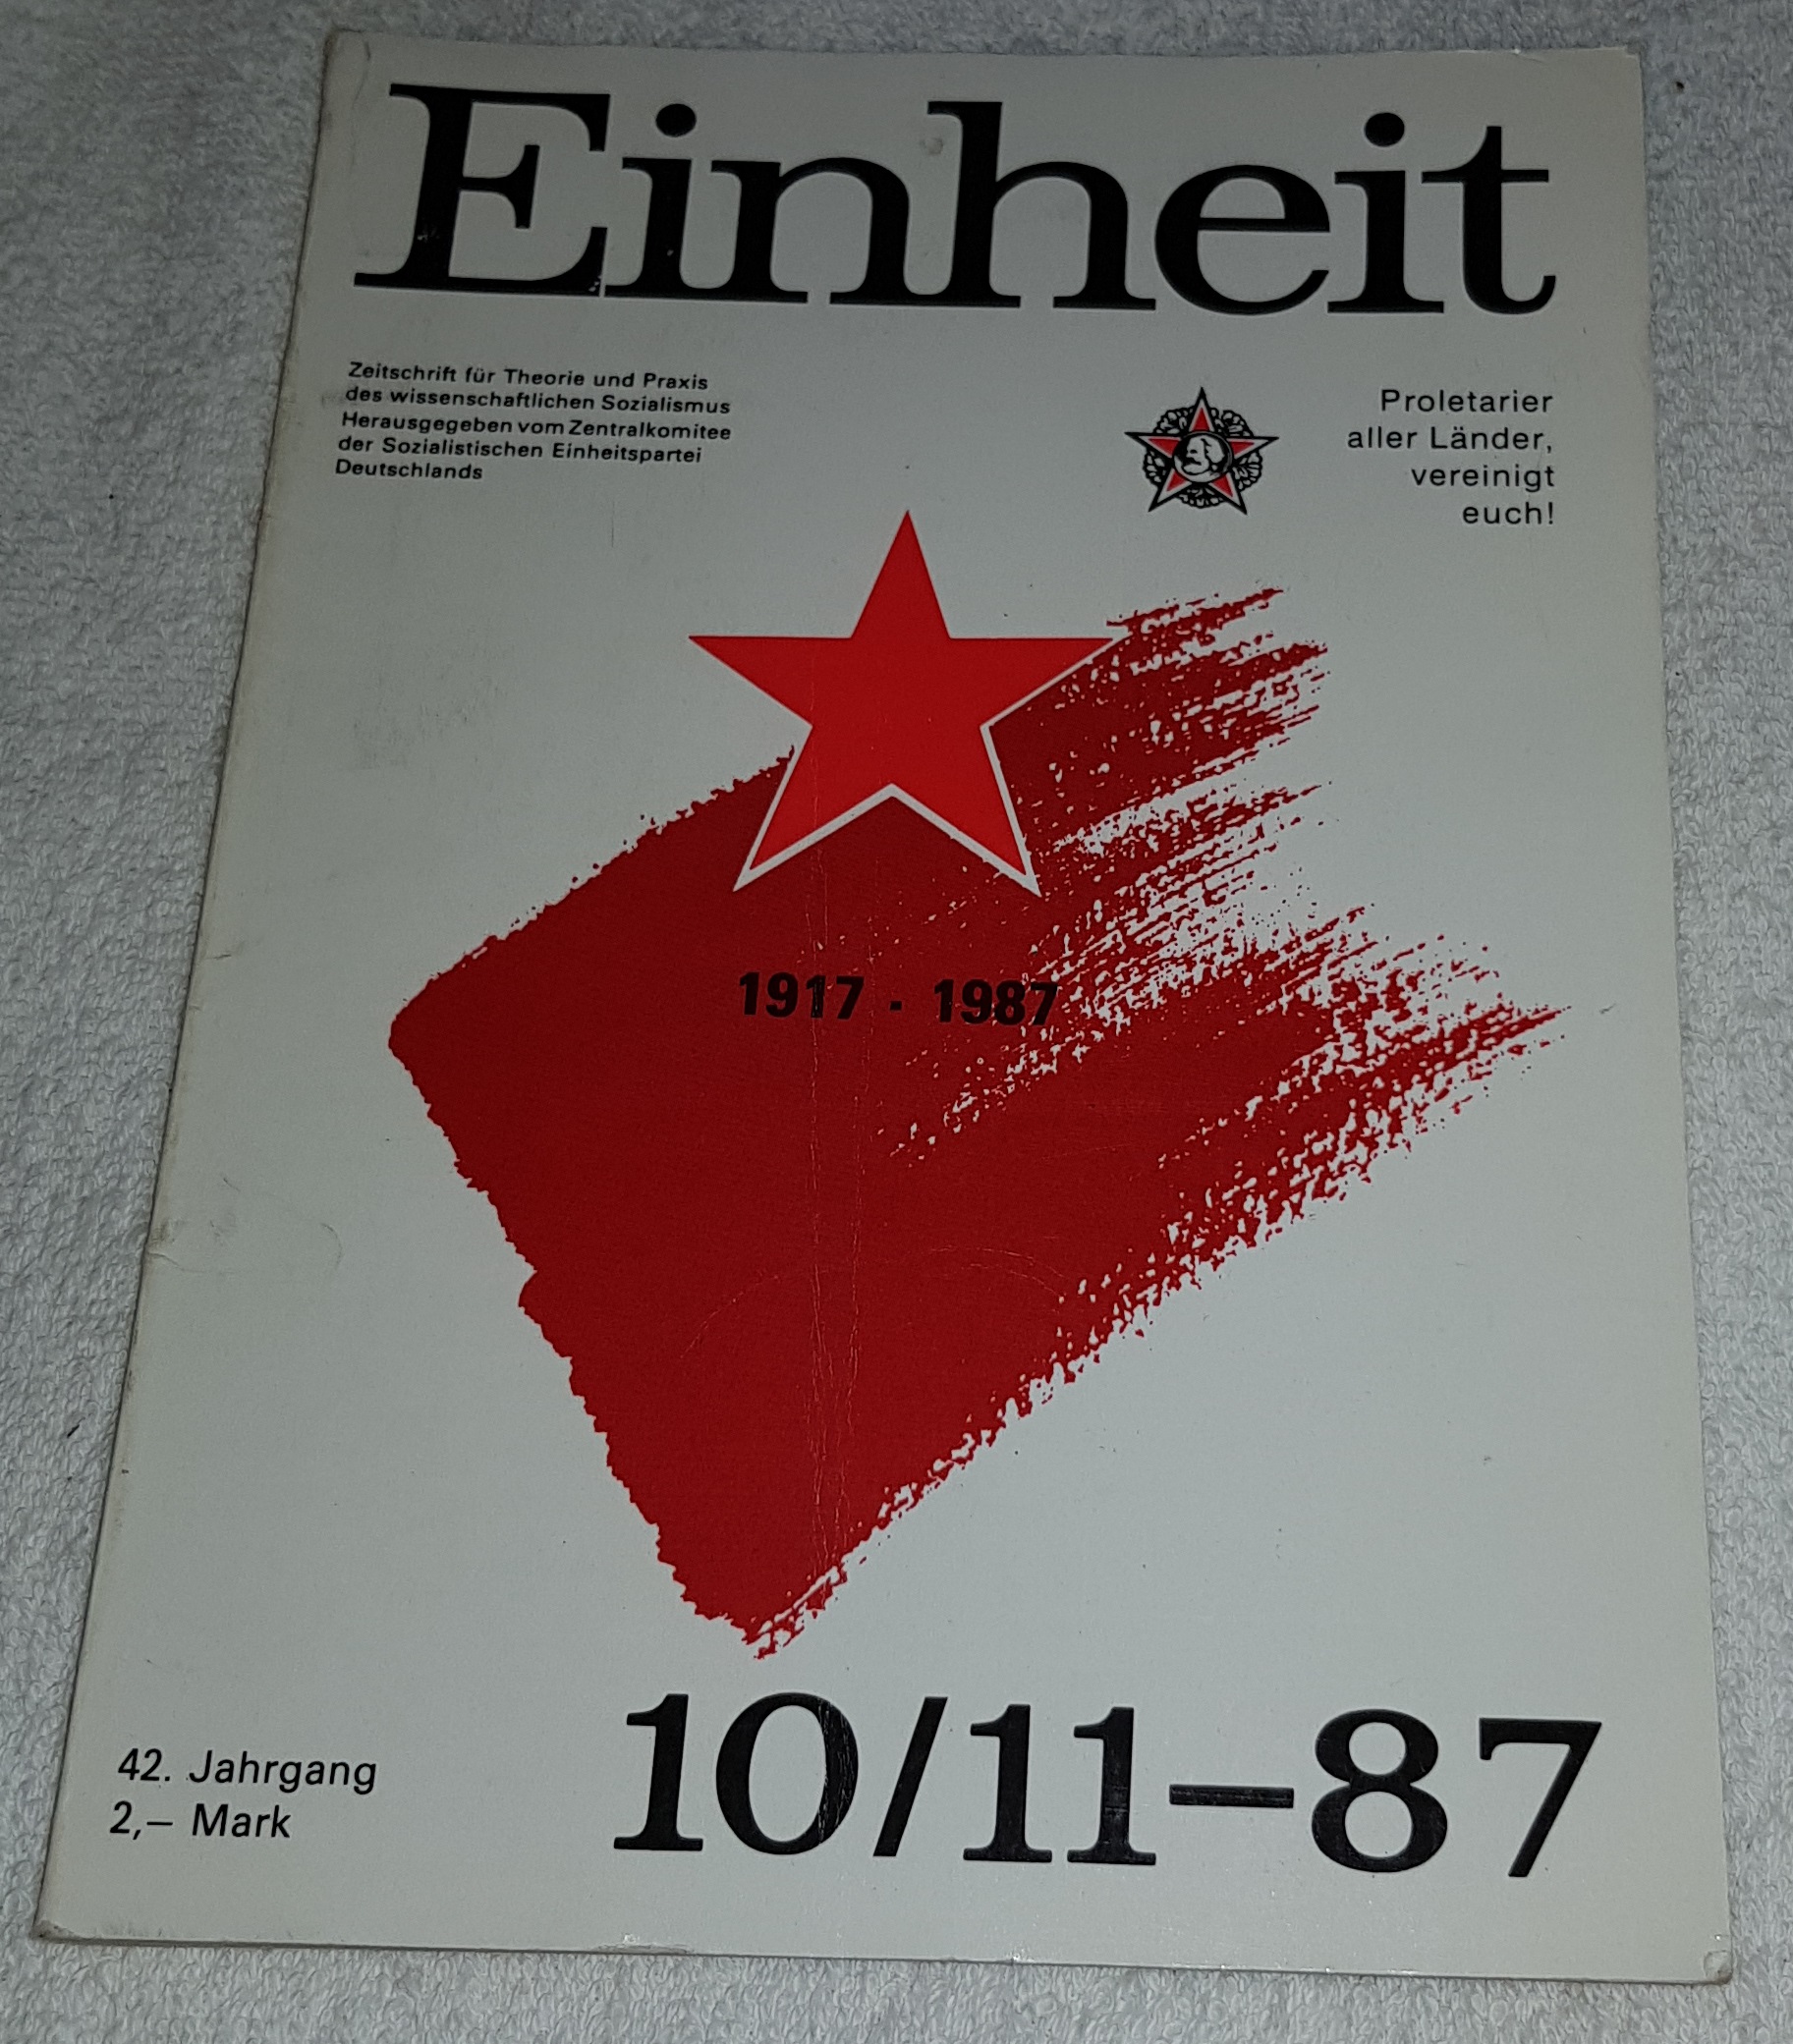 Einheit
Zeitschrift für Theorie und Praxis
des wissenschaftlichen Sozialismus
Herausgegeben vom Zentralkomitee
der Sozialistischen Einheitspartei
Deutschlands
Proletarier
aller Länder,
vereinigt
euch!
1917 - 1987
42. Jahrgang
2,– Mark
10/11–87